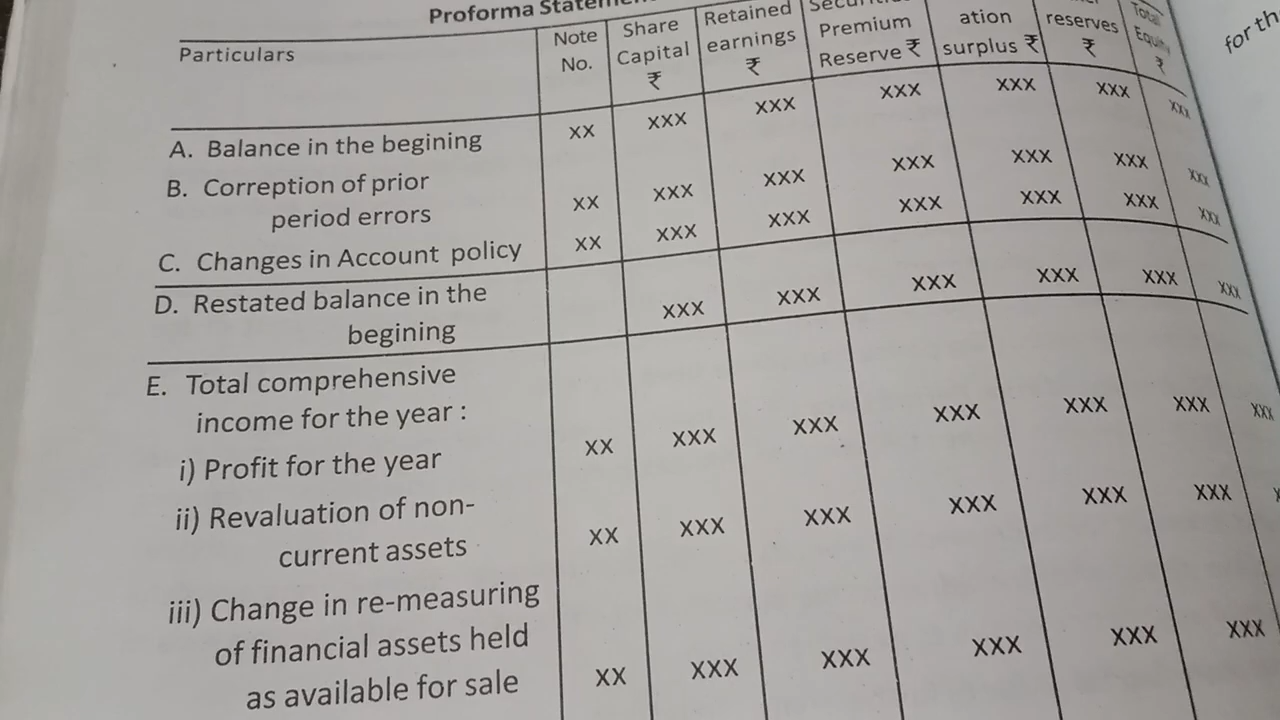 Proforma
Particulars
Note No.
Share Capital ₹
Retained earnings ₹
Premium Reserve ₹
ation surplus ₹
reserves ₹
Total Equity ₹
for th
A. Balance in the begining xx xxx xxx xxx xxx xxx xxx
B. Correption of prior
period errors xx xxx xxx xxx xxx xxx xxx
C. Changes in Account policy xx xxx xxx xxx xxx xxx xxx
D. Restated balance in the
begining xxx xxx xxx xxx xxx xxx
E. Total comprehensive
income for the year :
i) Profit for the year xx xxx xxx xxx xxx xxx xxx
ii) Revaluation of non-
current assets xx xxx xxx xxx xxx xxx
iii) Change in re-measuring
of financial assets held
as available for sale xx xxx xxx xxx xxx xxx